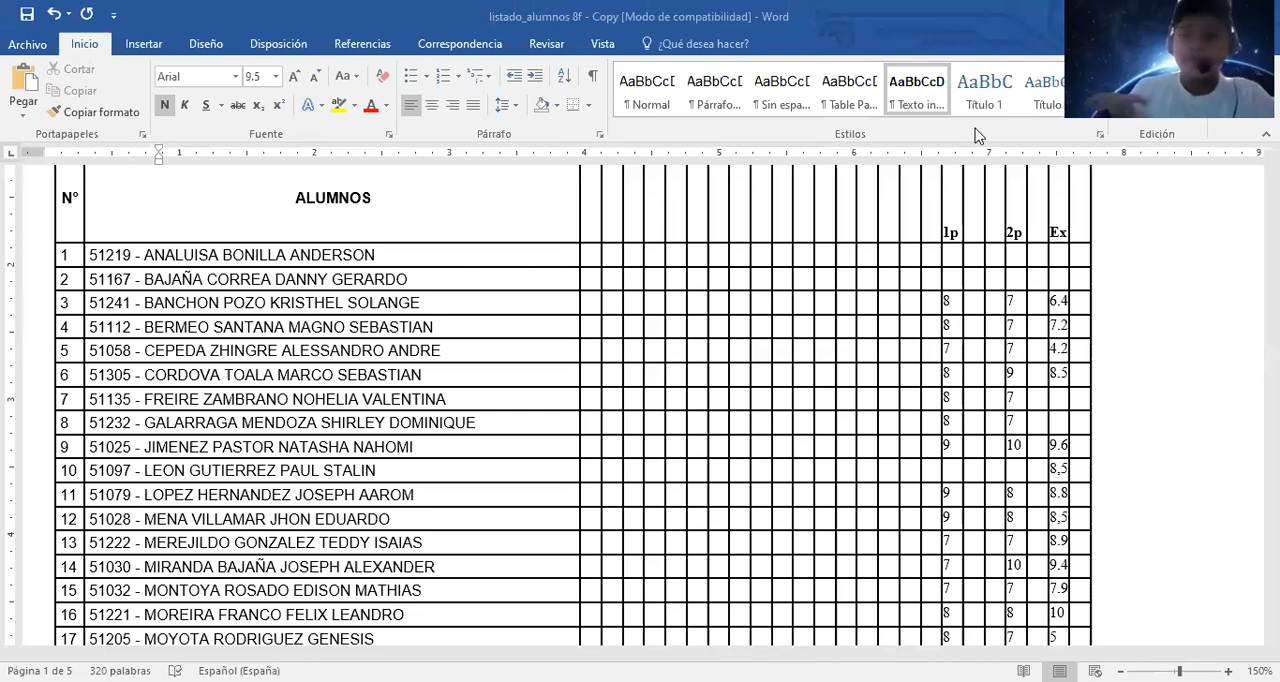 listado_alumnos 8f - Copy [Modo de compatibilidad] - Word
Archivo Inicio Insertar Diseño Disposición Referencias Correspondencia Revisar Vista ¿Qué desea hacer?
Pegar
Cortar
Copiar
Copiar formato
Arial 9.5
AaBbCcD ¶ Normal
¶ Párrafo...
¶ Sin espa...
¶ Table Pa...
AaBbCcD ¶ Texto in...
AaBbC Título 1
Título
Portapapeles Fuente Párrafo Estilos Edición
1 2 3 4 5 6 7 8 9
N° ALUMNOS 1p 2p Ex
1 51219 - ANALUISA BONILLA ANDERSON
2 51167 - BAJAÑA CORREA DANNY GERARDO
3 51241 - BANCHON POZO KRISTHEL SOLANGE 8 7 6.4
4 51112 - BERMEO SANTANA MAGNO SEBASTIAN 8 7 7.2
5 51058 - CEPEDA ZHINGRE ALESSANDRO ANDRE 7 7 4.2
6 51305 - CORDOVA TOALA MARCO SEBASTIAN 8 9 8.5
7 51135 - FREIRE ZAMBRANO NOHELIA VALENTINA 8 7
8 51232 - GALARRAGA MENDOZA SHIRLEY DOMINIQUE 8 7
9 51025 - JIMENEZ PASTOR NATASHA NAHOMI 9 10 9.6
10 51097 - LEON GUTIERREZ PAUL STALIN 8,5
11 51079 - LOPEZ HERNANDEZ JOSEPH AAROM 9 8 8.8
12 51028 - MENA VILLAMAR JHON EDUARDO 9 8 8,5
13 51222 - MEREJILDO GONZALEZ TEDDY ISAIAS 7 7 8.9
14 51030 - MIRANDA BAJAÑA JOSEPH ALEXANDER 7 10 9.4
15 51032 - MONTOYA ROSADO EDISON MATHIAS 7 7 7.9
16 51221 - MOREIRA FRANCO FELIX LEANDRO 8 8 10
17 51205 - MOYOTA RODRIGUEZ GENESIS 8 7 5
Página 1 de 5 320 palabras Español (España) 150%